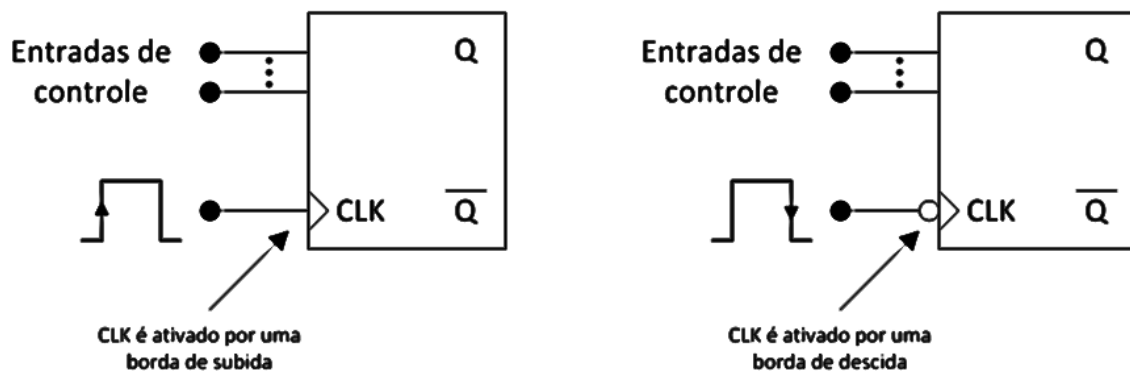 Entradas de
controle
Q
CLK
Q̅
CLK é ativado por uma
borda de subida
Entradas de
controle
Q
CLK
Q̅
CLK é ativado por uma
borda de descida